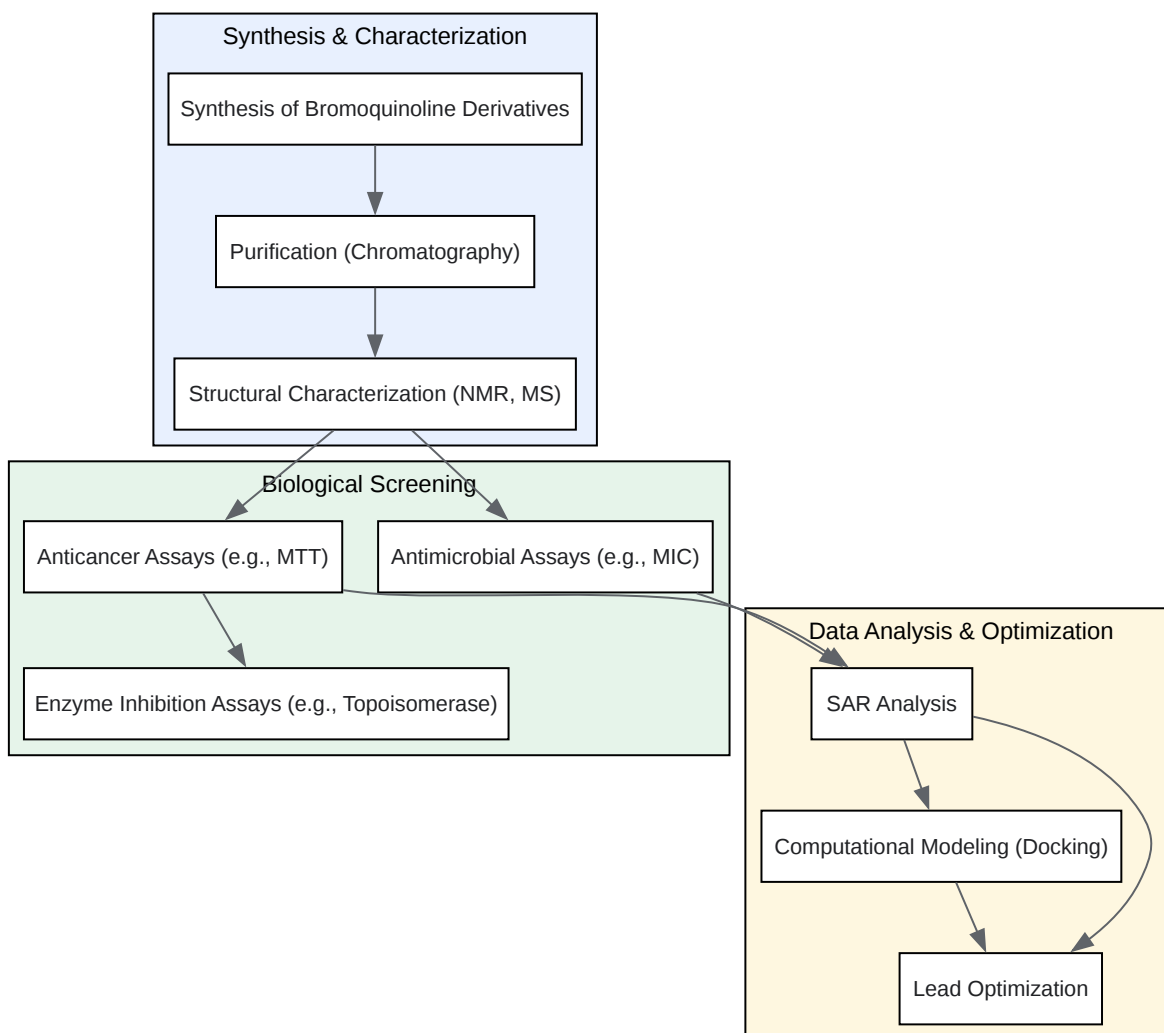 Synthesis & Characterization
Synthesis of Bromoquinoline Derivatives
Purification (Chromatography)
Structural Characterization (NMR, MS)
Biological Screening
Anticancer Assays (e.g., MTT)
Antimicrobial Assays (e.g., MIC)
Enzyme Inhibition Assays (e.g., Topoisomerase)
Data Analysis & Optimization
SAR Analysis
Computational Modeling (Docking)
Lead Optimization